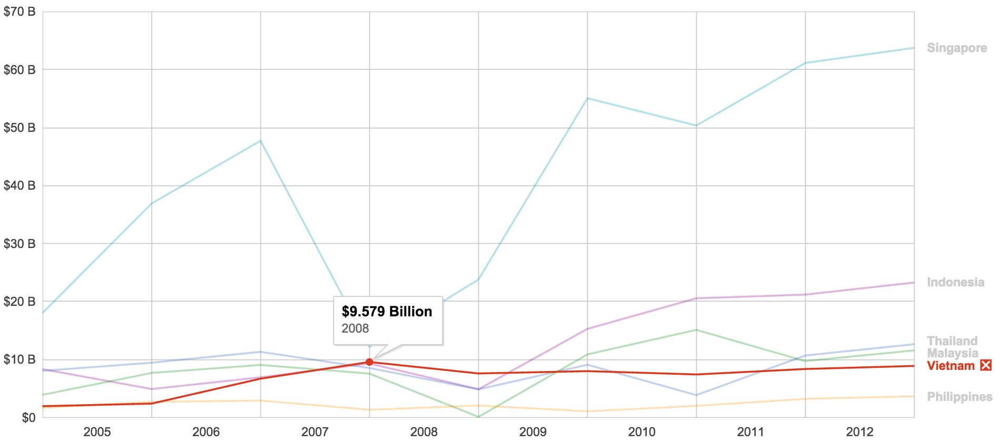 $70 B
$60 B
$50 B
$40 B
$30 B
$20 B
$10 B
$0
Singapore
Indonesia
Thailand
Malaysia
Vietnam
Philippines
$9.579 Billion
2008
2005 2006 2007 2008 2009 2010 2011 2012